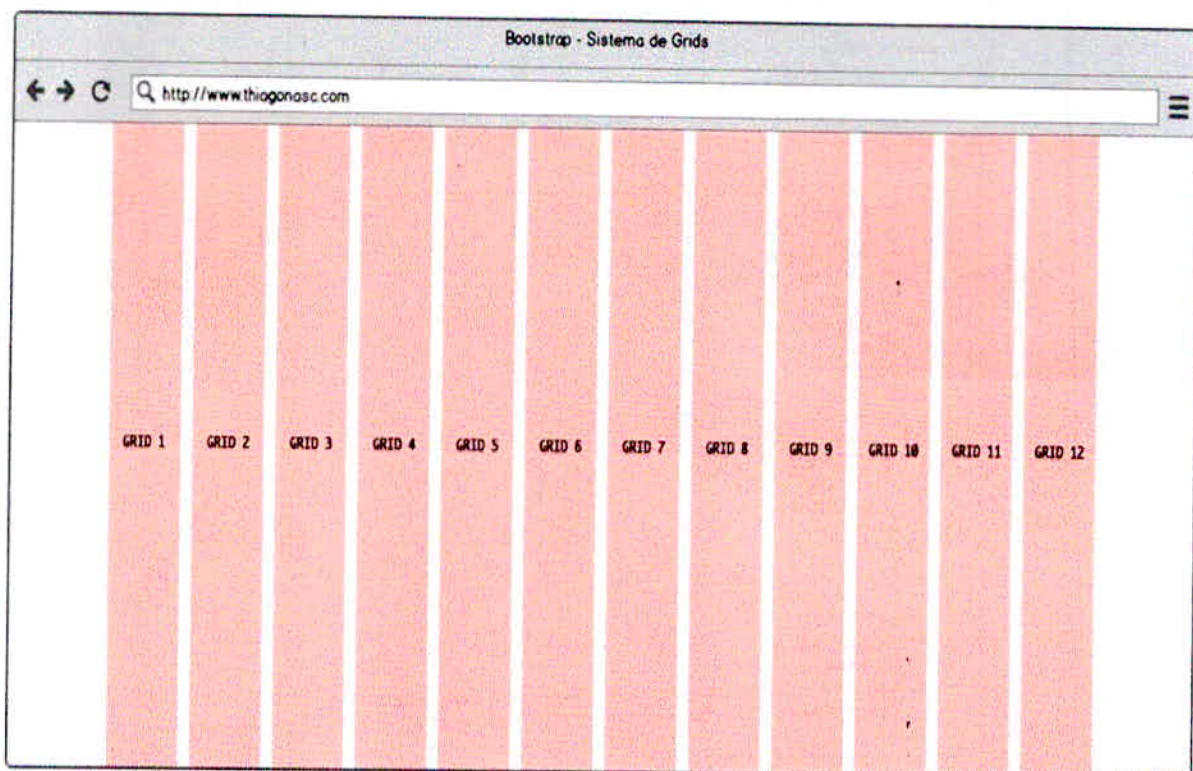 Bootstrap - Sistema de Grids
http://www.thiagonasc.com
GRID 1 GRID 2 GRID 3 GRID 4 GRID 5 GRID 6 GRID 7 GRID 8 GRID 9 GRID 10 GRID 11 GRID 12